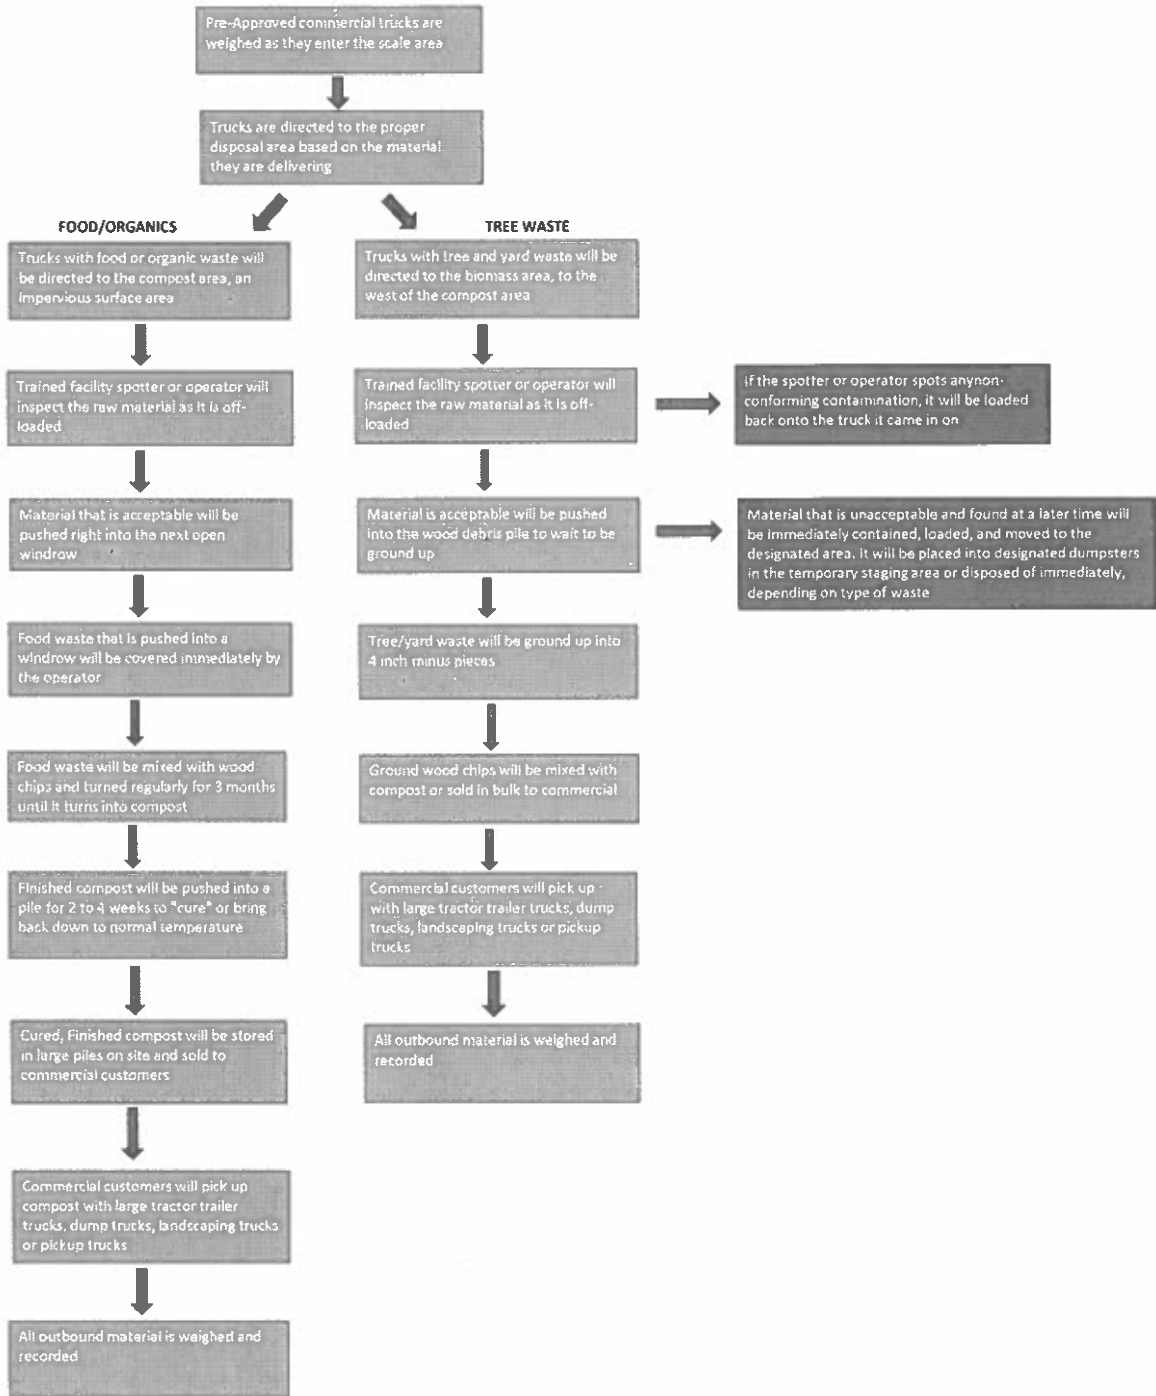 Pre-Approved commercial trucks are
weighed as they enter the scale area
Trucks are directed to the proper
disposal area based on the material
they are delivering
FOOD/ORGANICS
Trucks with food or organic waste will
be directed to the compost area, an
impervious surface area
Trained facility spotter or operator will
inspect the raw material as it is off-
loaded
Material that is acceptable will be
pushed right into the next open
windrow
Food waste that is pushed into a
windrow will be covered immediately by
the operator
Food waste will be mixed with wood
chips and turned regularly for 3 months
until it turns into compost
Finished compost will be pushed into a
pile for 2 to 4 weeks to "cure" or bring
back down to normal temperature
Cured, Finished compost will be stored
in large piles on site and sold to
commercial customers
Commercial customers will pick up
compost with large tractor trailer
trucks, dump trucks, landscaping trucks
or pickup trucks
All outbound material is weighed and
recorded
TREE WASTE
Trucks with tree and yard waste will be
directed to the biomass area, to the
west of the compost area
Trained facility spotter or operator will
inspect the raw material as it is off-
loaded
If the spotter or operator spots anynon-
conforming contamination, it will be loaded
back onto the truck it came in on
Material is acceptable will be pushed
into the wood debris pile to wait to be
ground up
Material that is unacceptable and found at a later time will
be immediately contained, loaded, and moved to the
designated area. It will be placed into designated dumpsters
in the temporary staging area or disposed of immediately,
depending on type of waste
Tree/yard waste will be ground up into
4 inch minus pieces
Ground wood chips will be mixed with
compost or sold in bulk to commercial
Commercial customers will pick up
with large tractor trailer trucks, dump
trucks, landscaping trucks or pickup
trucks
All outbound material is weighed and
recorded